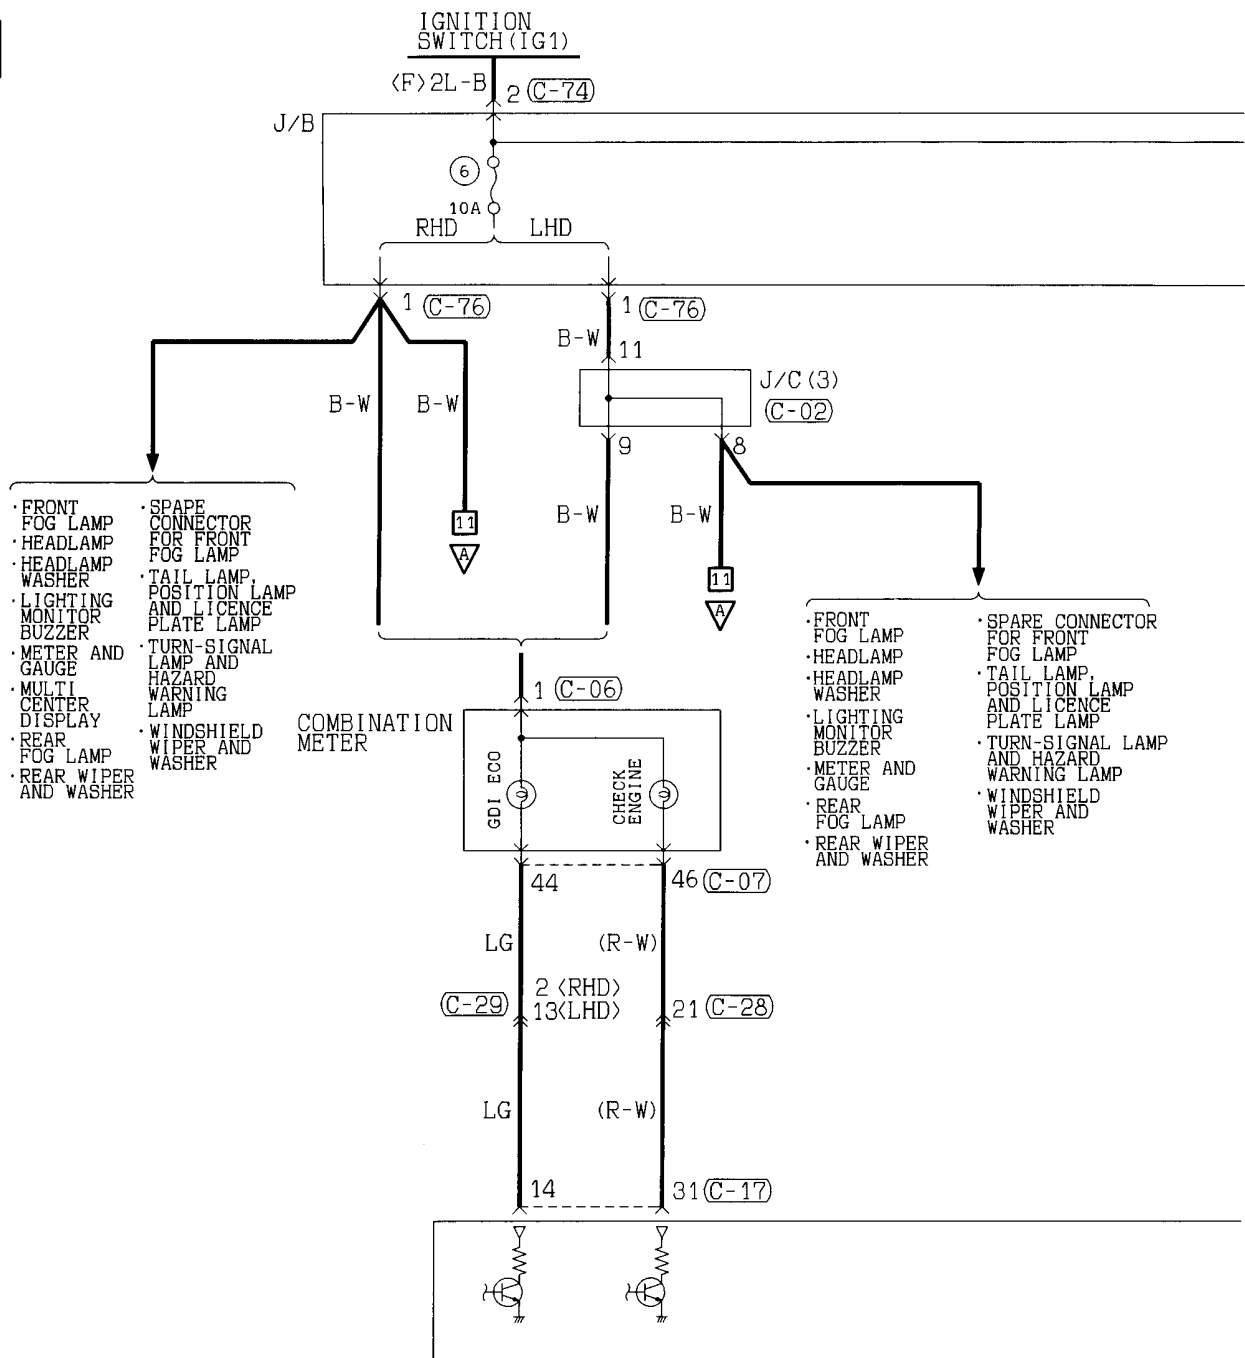 IGNITION
SWITCH(IG1)
<F>2L-B
2 C-74
J/B
6
10A
RHD LHD
1 C-76
1 C-76
B-W
11
J/C(3)
C-02
B-W
B-W
9
8
B-W
B-W
11
A
11
A
·FRONT
FOG LAMP
·HEADLAMP
·HEADLAMP
WASHER
·LIGHTING
MONITOR
BUZZER
·METER AND
GAUGE
·MULTI
CENTER
DISPLAY
·REAR
FOG LAMP
·REAR WIPER
AND WASHER
·SPAPE
CONNECTOR
FOR FRONT
FOG LAMP
·TAIL LAMP,
POSITION LAMP
AND LICENCE
PLATE LAMP
·TURN-SIGNAL
LAMP AND
HAZARD
WARNING
LAMP
·WINDSHIELD
WIPER AND
WASHER
·FRONT
FOG LAMP
·HEADLAMP
·HEADLAMP
WASHER
·LIGHTING
MONITOR
BUZZER
·METER AND
GAUGE
·REAR
FOG LAMP
·REAR WIPER
AND WASHER
·SPARE CONNECTOR
FOR FRONT
FOG LAMP
·TAIL LAMP,
POSITION LAMP
AND LICENCE
PLATE LAMP
·TURN-SIGNAL LAMP
AND HAZARD
WARNING LAMP
·WINDSHIELD
WIPER AND
WASHER
1 C-06
COMBINATION
METER
GDI ECO
CHECK
ENGINE
44
46 C-07
LG
(R-W)
C-29
2 <RHD>
13<LHD>
21 C-28
LG
(R-W)
14
31 C-17